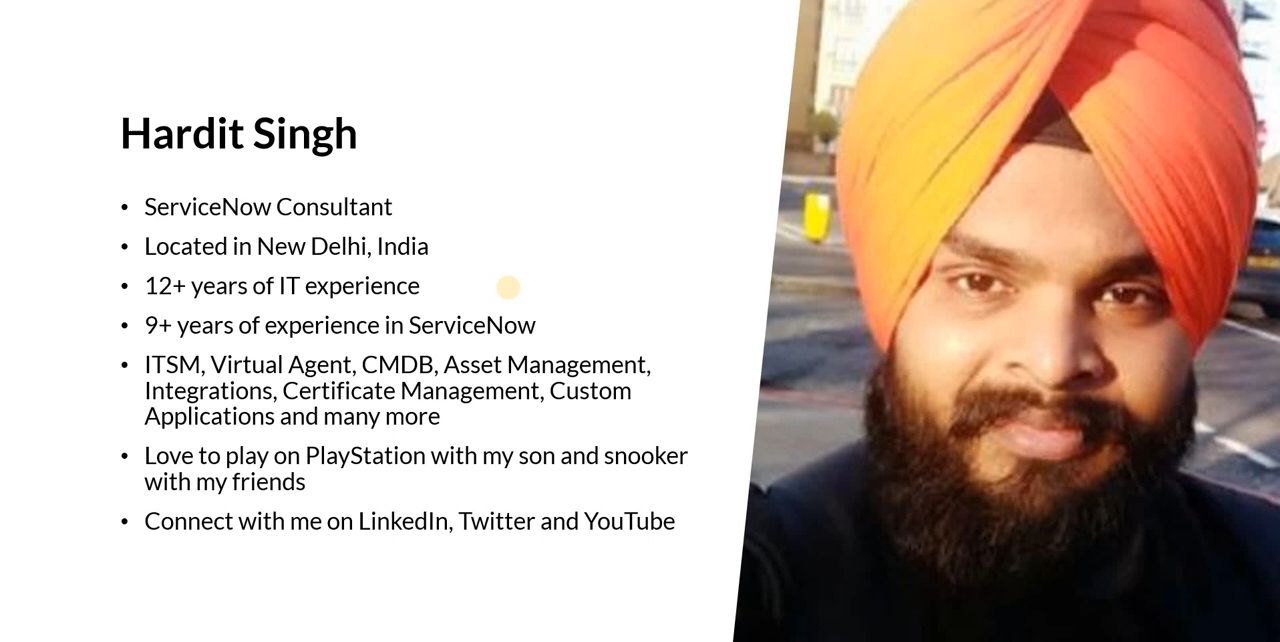 Hardit Singh
• ServiceNow Consultant
• Located in New Delhi, India
• 12+ years of IT experience
• 9+ years of experience in ServiceNow
• ITSM, Virtual Agent, CMDB, Asset Management,
Integrations, Certificate Management, Custom
Applications and many more
• Love to play on PlayStation with my son and snooker
with my friends
• Connect with me on LinkedIn, Twitter and YouTube